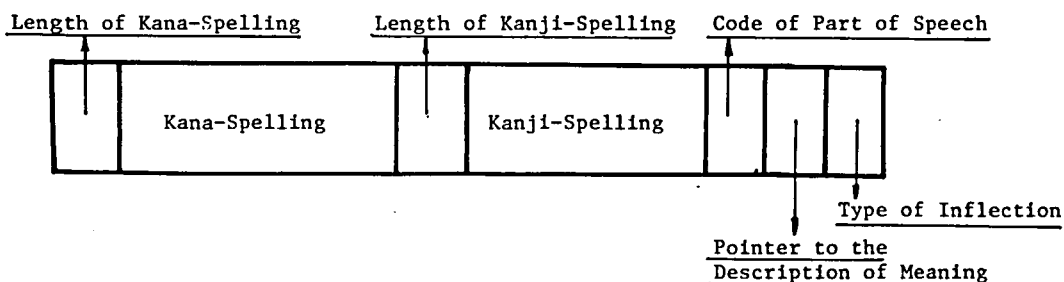 Length of Kana-Spelling
Length of Kanji-Spelling
Code of Part of Speech
Kana-Spelling
Kanji-Spelling
Type of Inflection
Pointer to the
Description of Meaning